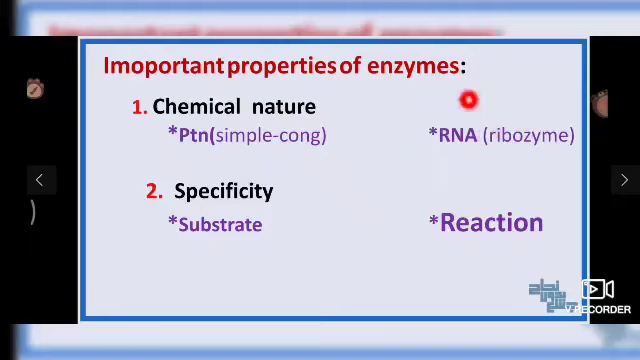 Imoportant properties of enzymes:
1. Chemical nature
*Ptn(simple-cong) *RNA (ribozyme)
2. Specificity
*Substrate *Reaction
V.RECORDER